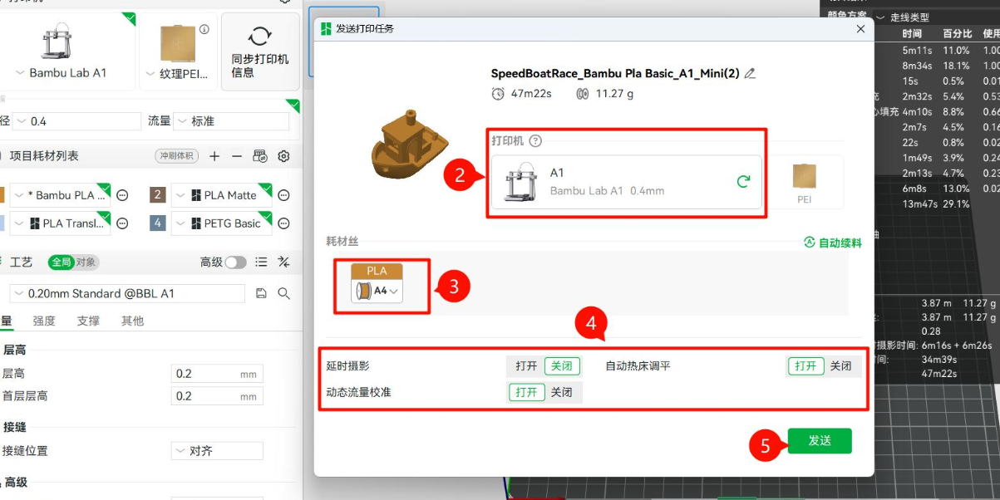 Bambu Lab A1
纹理PEI...
同步打印机
信息
径
0.4
流量
标准
项目耗材列表
冲刷体积
* Bambu PLA ...
2
PLA Matte
PLA Transl...
4
PETG Basic
工艺
全局
对象
高级
0.20mm Standard @BBL A1
量
强度
支撑
其他
层高
层高
0.2
mm
首层层高
0.2
mm
接缝
接缝位置
对齐
高级
发送打印任务
SpeedBoatRace_Bambu Pla Basic_A1_Mini(2)
47m22s
11.27 g
打印机
2
A1
Bambu Lab A1 0.4mm
PEI
耗材丝
自动续料
PLA
A4
3
4
延时摄影
打开
关闭
自动热床调平
打开
关闭
动态流量校准
打开
关闭
5
发送
颜色方案
走线类型
时间 百分比 使用
5m11s 11.0% 1.00
8m34s 18.1% 1.00
15s 0.5% 0.01
2m32s 5.4% 0.53
心填充 4m10s 8.8% 0.66
2m7s 4.5% 0.16
22s 0.8% 0.02
1m49s 3.9% 0.24
2m13s 4.7% 0.23
6m8s 13.0% 0.02
13m47s 29.1%
3.87 m 11.27 g
3.87 m 11.27 g
0.28
摄影时间: 6m16s + 6m26s
间: 34m39s
47m22s